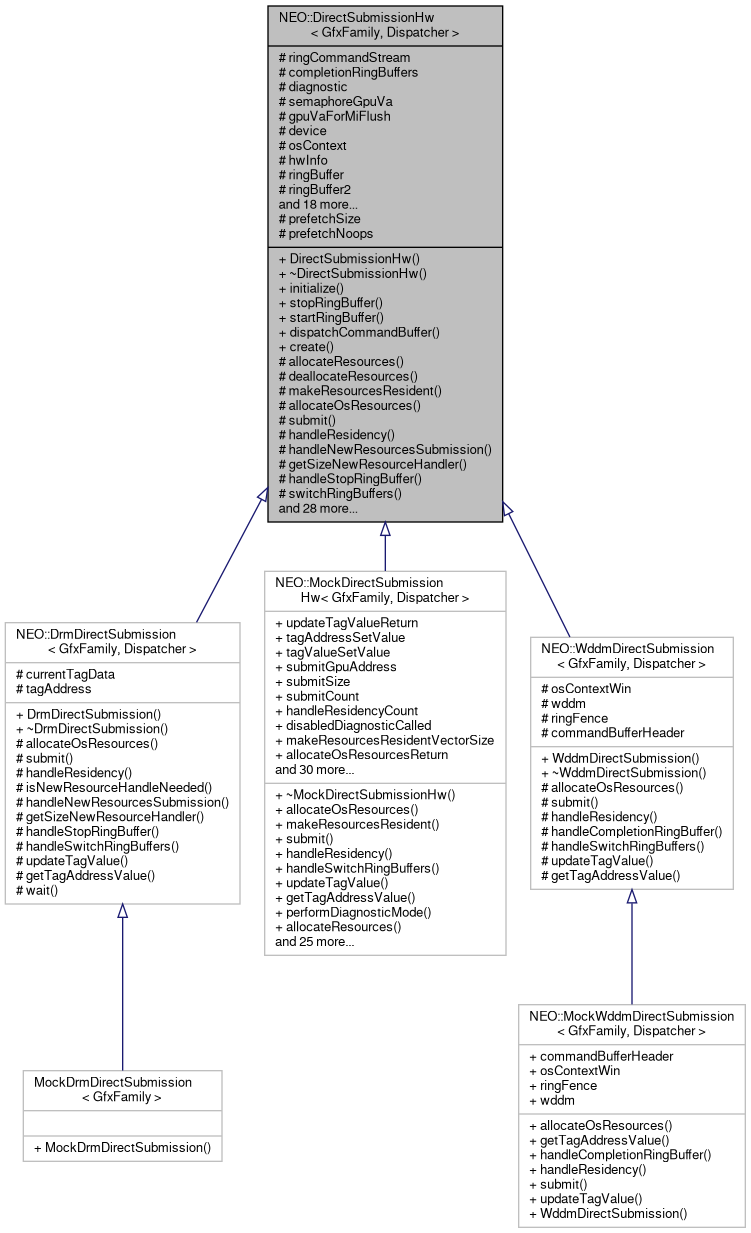 NEO::DirectSubmissionHw
< GfxFamily, Dispatcher >
# ringCommandStream
# completionRingBuffers
# diagnostic
# semaphoreGpuVa
# gpuVaForMiFlush
# device
# osContext
# hwInfo
# ringBuffer
# ringBuffer2
and 18 more...
# prefetchSize
# prefetchNoops
+ DirectSubmissionHw()
+ ~DirectSubmissionHw()
+ initialize()
+ stopRingBuffer()
+ startRingBuffer()
+ dispatchCommandBuffer()
+ create()
# allocateResources()
# deallocateResources()
# makeResourcesResident()
# allocateOsResources()
# submit()
# handleResidency()
# handleNewResourcesSubmission()
# getSizeNewResourceHandler()
# handleStopRingBuffer()
# switchRingBuffers()
and 28 more...
NEO::DrmDirectSubmission
< GfxFamily, Dispatcher >
# currentTagData
# tagAddress
+ DrmDirectSubmission()
+ ~DrmDirectSubmission()
# allocateOsResources()
# submit()
# handleResidency()
# isNewResourceHandleNeeded()
# handleNewResourcesSubmission()
# getSizeNewResourceHandler()
# handleStopRingBuffer()
# handleSwitchRingBuffers()
# updateTagValue()
# getTagAddressValue()
# wait()
NEO::MockDirectSubmission
Hw< GfxFamily, Dispatcher >
+ updateTagValueReturn
+ tagAddressSetValue
+ tagValueSetValue
+ submitGpuAddress
+ submitSize
+ submitCount
+ handleResidencyCount
+ disabledDiagnosticCalled
+ makeResourcesResidentVectorSize
+ allocateOsResourcesReturn
and 30 more...
+ ~MockDirectSubmissionHw()
+ allocateOsResources()
+ makeResourcesResident()
+ submit()
+ handleResidency()
+ handleSwitchRingBuffers()
+ updateTagValue()
+ getTagAddressValue()
+ performDiagnosticMode()
+ allocateResources()
and 25 more...
NEO::WddmDirectSubmission
< GfxFamily, Dispatcher >
# osContextWin
# wddm
# ringFence
# commandBufferHeader
+ WddmDirectSubmission()
+ ~WddmDirectSubmission()
# allocateOsResources()
# submit()
# handleResidency()
# handleCompletionRingBuffer()
# handleSwitchRingBuffers()
# updateTagValue()
# getTagAddressValue()
MockDrmDirectSubmission
< GfxFamily >
+ MockDrmDirectSubmission()
NEO::MockWddmDirectSubmission
< GfxFamily, Dispatcher >
+ commandBufferHeader
+ osContextWin
+ ringFence
+ wddm
+ allocateOsResources()
+ getTagAddressValue()
+ handleCompletionRingBuffer()
+ handleResidency()
+ submit()
+ updateTagValue()
+ WddmDirectSubmission()